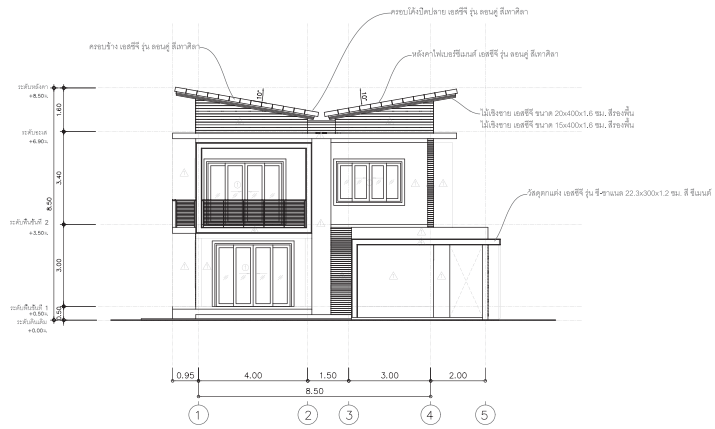 ครอบโค้งปิดปลาย เอสซีจี รุ่น ลอนคู่ สีเทาศิลา
ครอบข้าง เอสซีจี รุ่น ลอนคู่ สีเทาศิลา
หลังคาไฟเบอร์ซีเมนต์ เอสซีจี รุ่น ลอนคู่ สีเทาศิลา
ระดับหลังคา
+8.50ม.
10°
10°
1.60
ไม้เชิงชาย เอสซีจี ขนาด 20x400x1.6 ซม. สีรองพื้น
ไม้เชิงชาย เอสซีจี ขนาด 15x400x1.6 ซม. สีรองพื้น
ระดับอะเส
+6.90ม.
3.40
8.50
วัสดุตกแต่ง เอสซีจี รุ่น ซี-ชาแนล 22.3x300x1.2 ซม. สี ซีเมนต์
ระดับพื้นชั้นที่ 2
+3.50ม.
3.00
ระดับพื้นชั้นที่ 1
+0.50ม.
0.50
ระดับดินเดิม
+0.00ม.
0.95 4.00 1.50 3.00 2.00
8.50
1 2 3 4 5